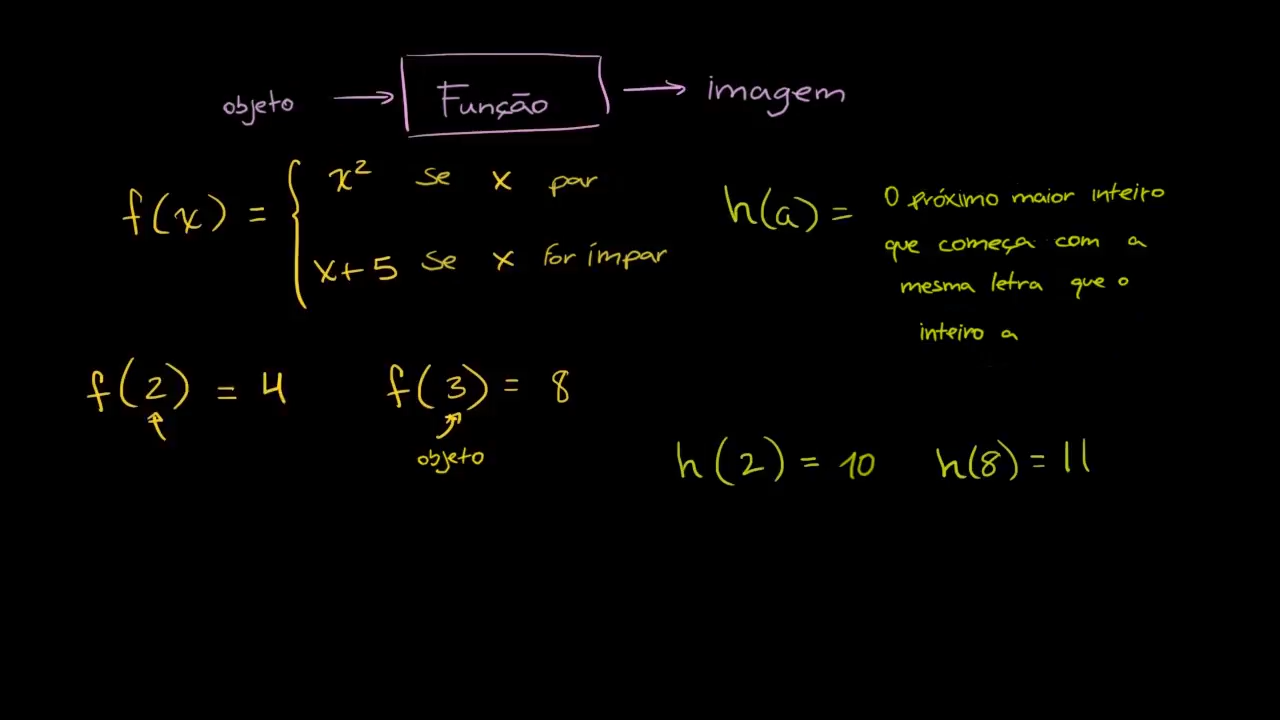 objeto → Função → imagem
f(x) = { x² se x par
x + 5 se x for ímpar
h(a) = O próximo maior inteiro
que começa com a
mesma letra que o
inteiro a
f(2) = 4 f(3) = 8
objeto
h(2) = 10 h(8) = 11